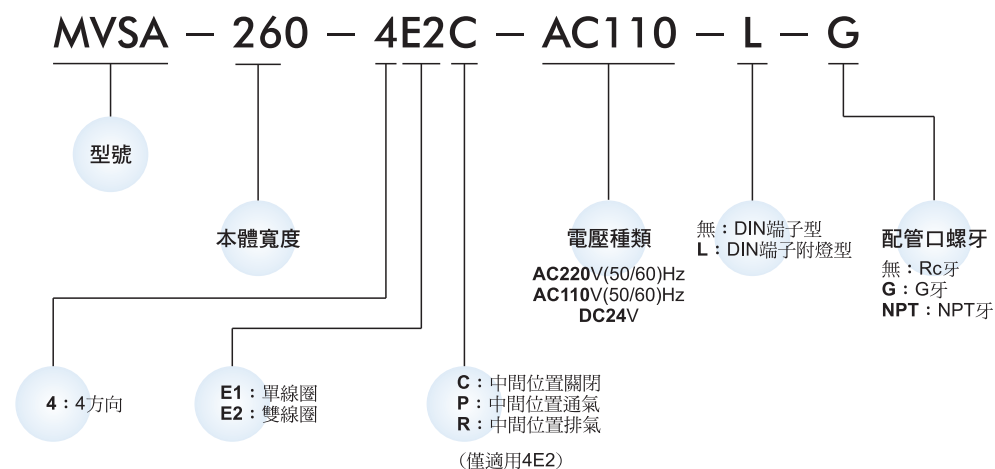 MVSA – 260 – 4E2C – AC110 – L – G
型號
本體寬度
電壓種類
AC220V(50/60)Hz
AC110V(50/60)Hz
DC24V
無：DIN端子型
L：DIN端子附燈型
配管口螺牙
無：Rc牙
G：G牙
NPT：NPT牙
4：4方向
E1：單線圈
E2：雙線圈
C：中間位置關閉
P：中間位置通氣
R：中間位置排氣
（僅適用4E2）